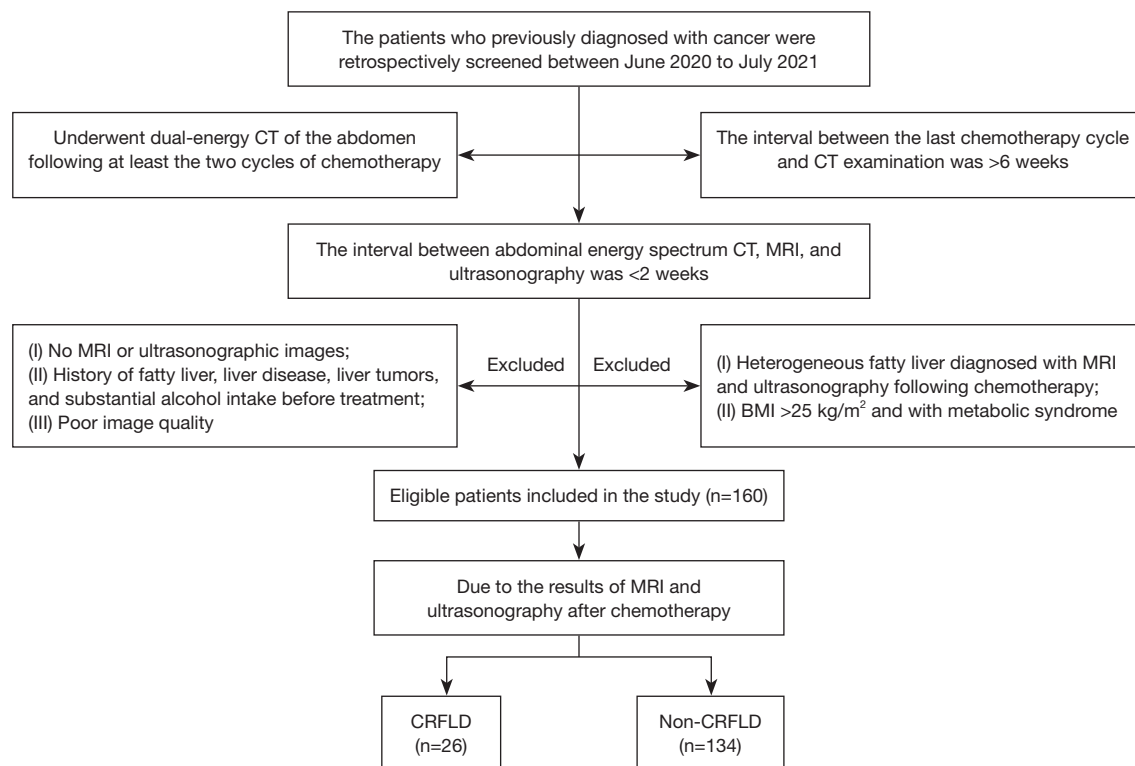 The patients who previously diagnosed with cancer were
retrospectively screened between June 2020 to July 2021
Underwent dual-energy CT of the abdomen
following at least the two cycles of chemotherapy
The interval between the last chemotherapy cycle
and CT examination was >6 weeks
The interval between abdominal energy spectrum CT, MRI, and
ultrasonography was <2 weeks
(I) No MRI or ultrasonographic images;
(II) History of fatty liver, liver disease, liver tumors,
and substantial alcohol intake before treatment;
(III) Poor image quality
Excluded
Excluded
(I) Heterogeneous fatty liver diagnosed with MRI
and ultrasonography following chemotherapy;
(II) BMI >25 kg/m² and with metabolic syndrome
Eligible patients included in the study (n=160)
Due to the results of MRI and
ultrasonography after chemotherapy
CRFLD
(n=26)
Non-CRFLD
(n=134)